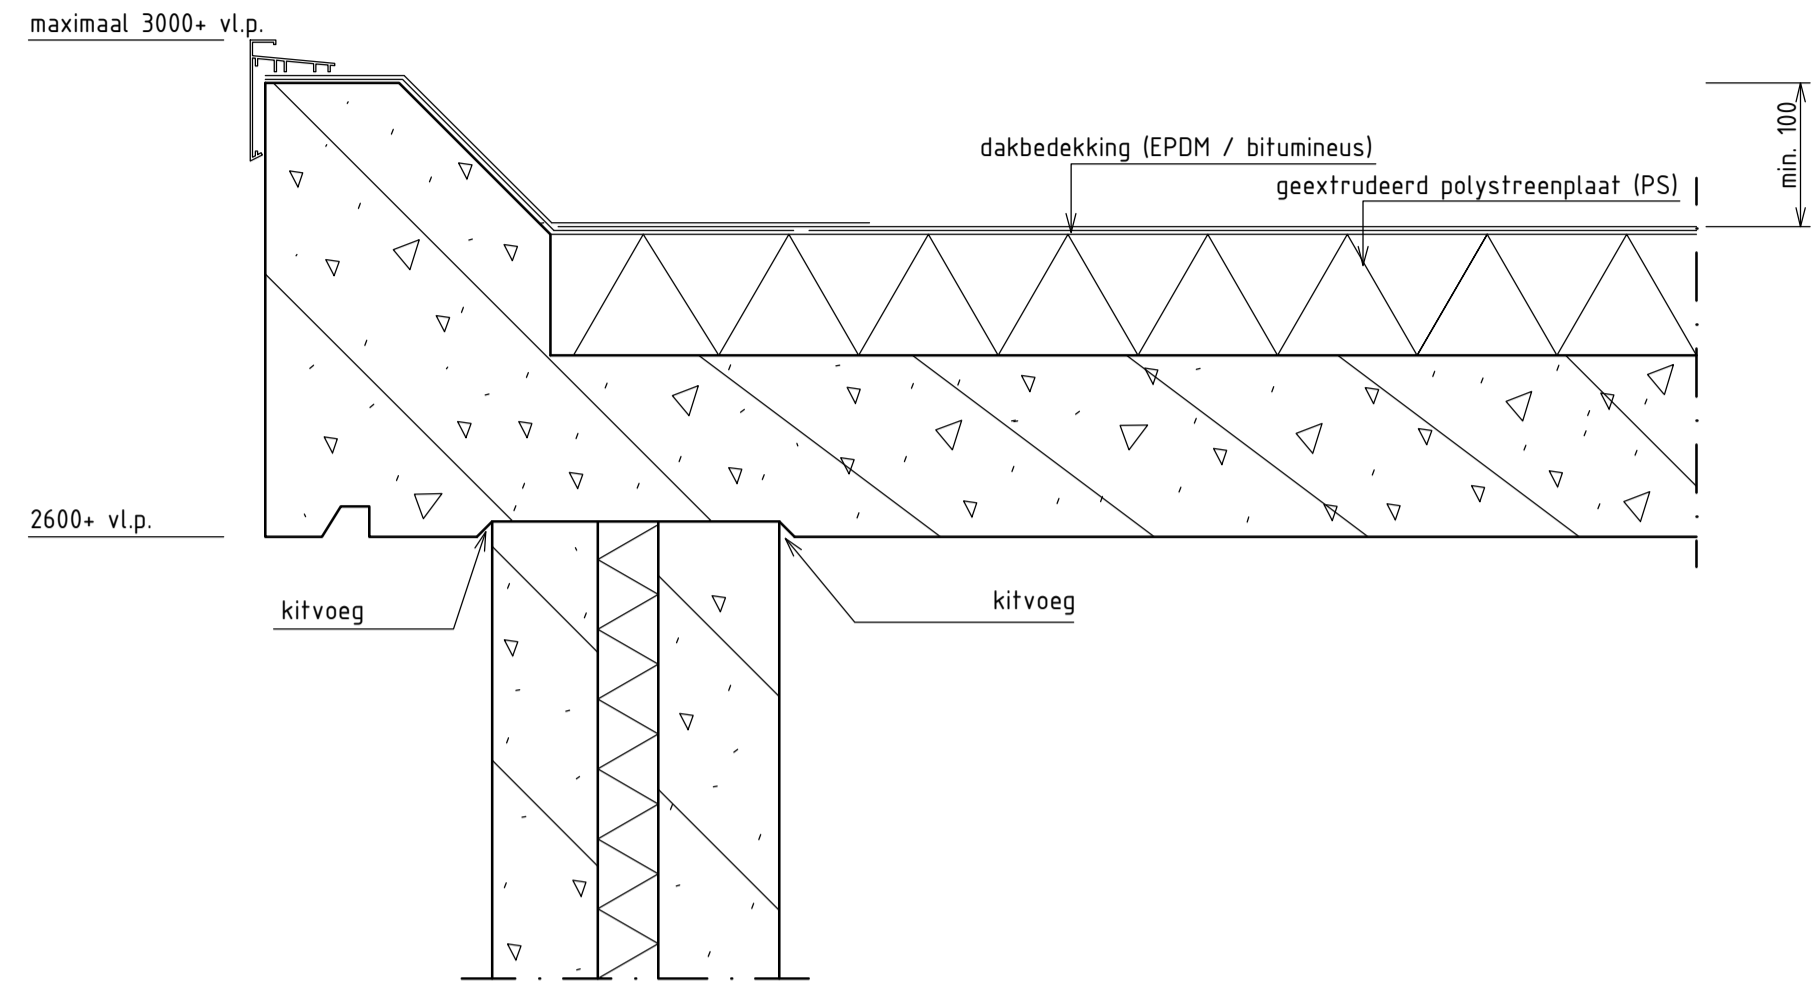 maximaal 3000+ vl.p.
min. 100
dakbedekking (EPDM / bitumineus)
geextrudeerd polystreenplaat (PS)
2600+ vl.p.
kitvoeg
kitvoeg